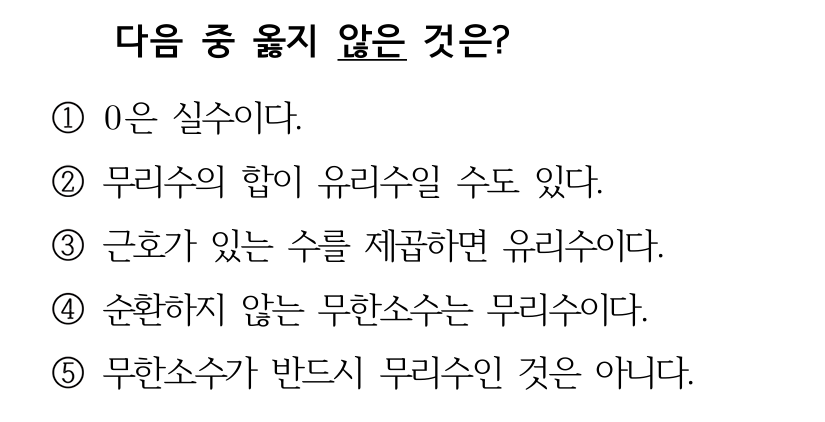 다음 중 옳지 않은 것은?
① 0은 실수이다.
② 무리수의 합이 유리수일 수도 있다.
③ 근호가 있는 수를 제곱하면 유리수이다.
④ 순환하지 않는 무한소수는 무리수이다.
⑤ 무한소수가 반드시 무리수인 것은 아니다.